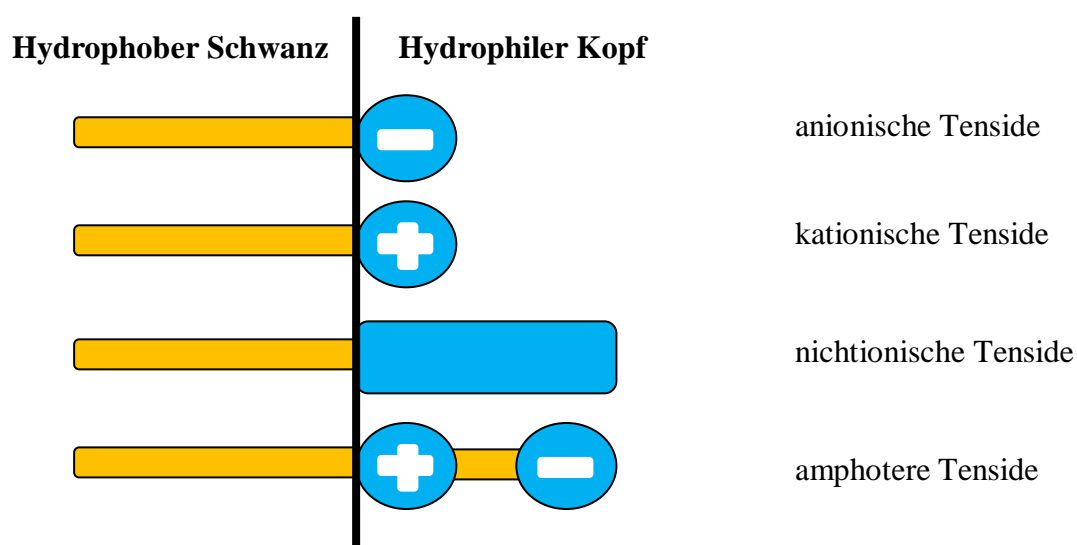 Hydrophober Schwanz Hydrophiler Kopf
anionische Tenside
kationische Tenside
nichtionische Tenside
amphotere Tenside